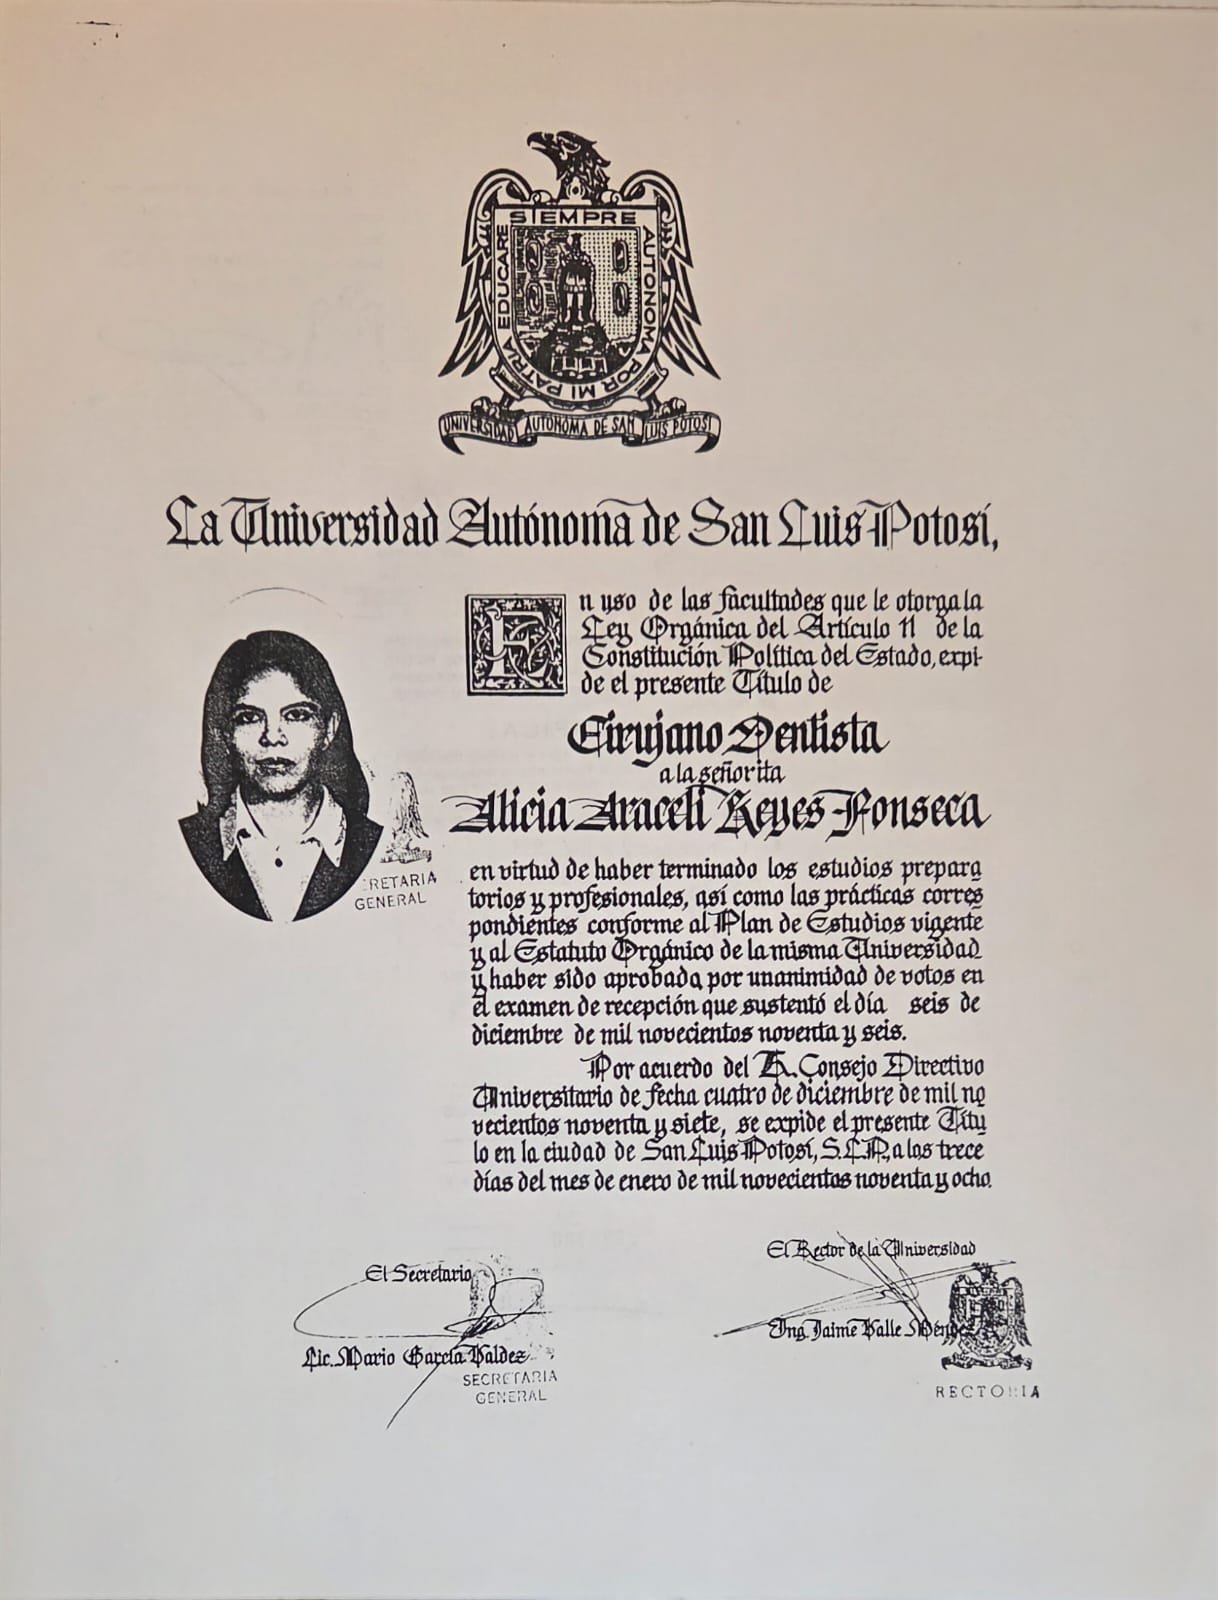 SIEMPRE AUTONOMA POR MI PATRIA EDUCARE
UNIVERSIDAD AUTONOMA DE SAN LUIS POTOSI
La Universidad Autónoma de San Luis Potosí,
En uso de las facultades que le otorga la
Ley Orgánica del Artículo 11 de la
Constitución Política del Estado, expi-
de el presente Título de
Cirujano Dentista
a la señorita
Alicia Araceli Reyes Fonseca
en virtud de haber terminado los estudios prepara
torios y profesionales, así como las prácticas corres
pondientes conforme al Plan de Estudios vigente
y al Estatuto Orgánico de la misma Universidad
y haber sido aprobada por unanimidad de votos en
el examen de recepción que sustentó el día seis de
diciembre de mil novecientos noventa y seis.
Por acuerdo del H. Consejo Directivo
Universitario de fecha cuatro de diciembre de mil no
vecientos noventa y siete, se expide el presente Títu
lo en la ciudad de San Luis Potosí, S.L.P., a los trece
días del mes de enero de mil novecientos noventa y ocho.
CRETARIA
GENERAL
El Secretario
Lic. Mario García Valdez
SECRETARIA
GENERAL
El Rector de la Universidad
Ing. Jaime Valle Méndez
RECTORIA